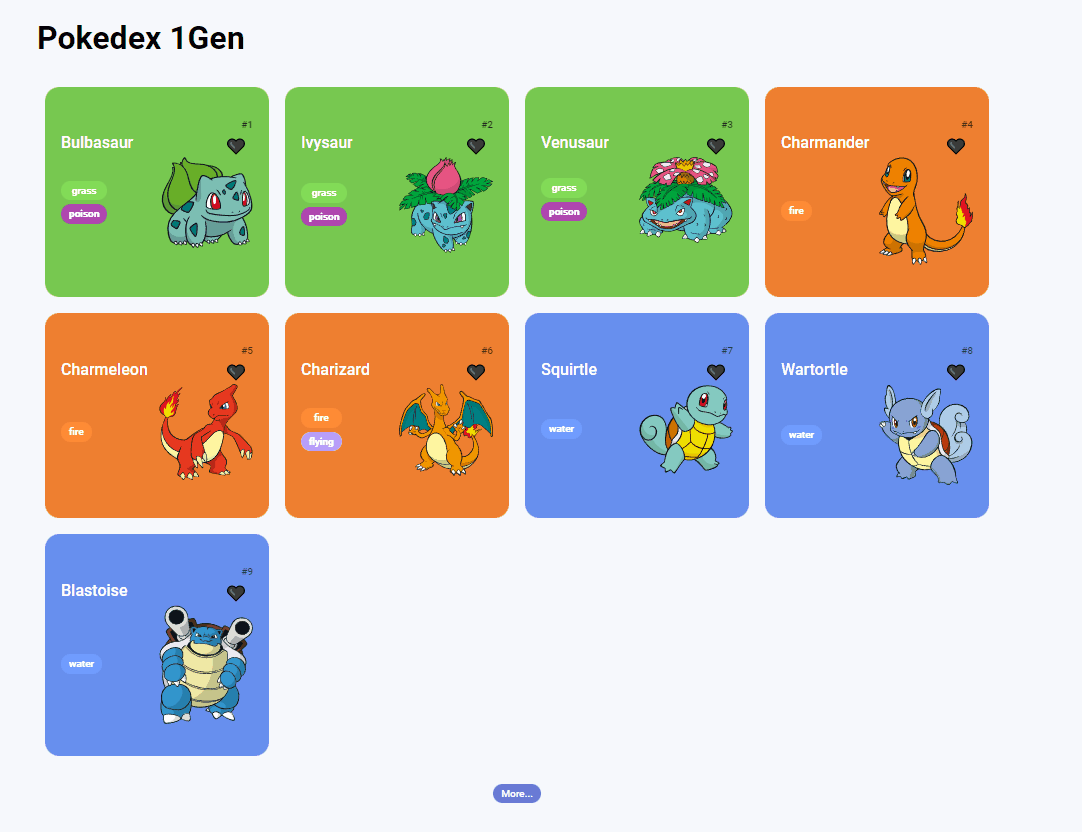 Pokedex 1Gen
#1
Bulbasaur
grass
poison
#2
Ivysaur
grass
poison
#3
Venusaur
grass
poison
#4
Charmander
fire
#5
Charmeleon
fire
#6
Charizard
fire
flying
#7
Squirtle
water
#8
Wartortle
water
#9
Blastoise
water
More...